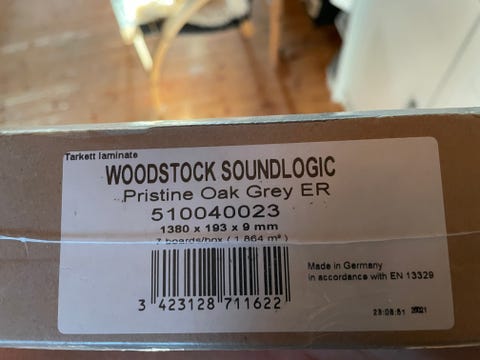 Tarkett laminate
WOODSTOCK SOUNDLOGIC
Pristine Oak Grey ER
510040023
1380 x 193 x 9 mm
7 boards/box ( 1,864 m² )
Made in Germany
in accordance with EN 13329
3 423128 711622